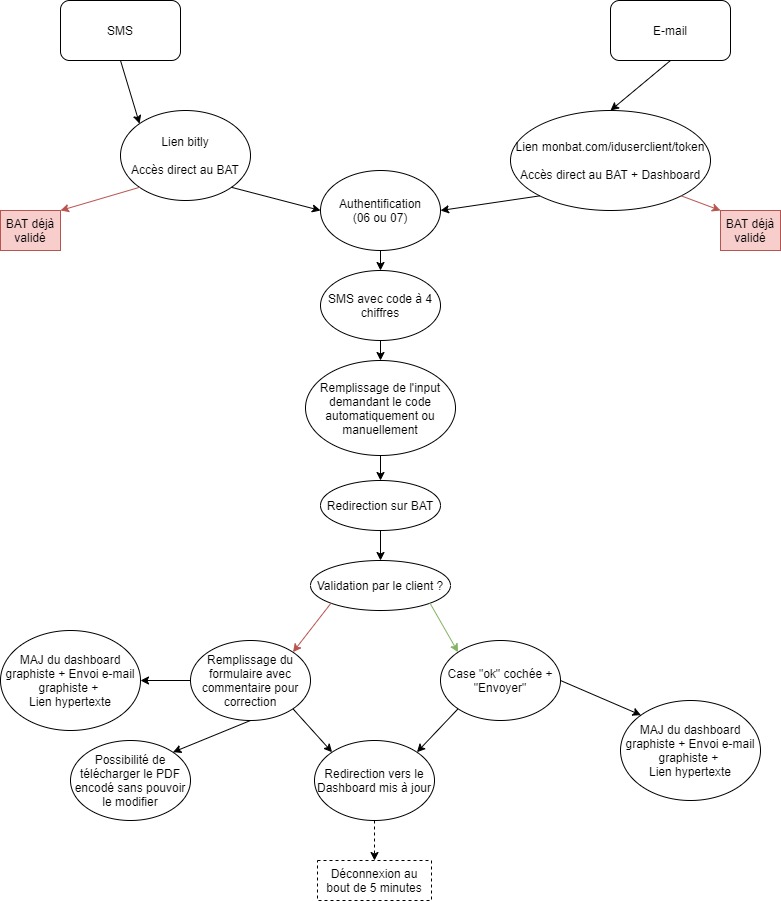 SMS
E-mail
Lien bitly
Accès direct au BAT
Lien monbat.com/iduserclient/token
Accès direct au BAT + Dashboard
BAT déjà
validé
Authentification
(06 ou 07)
BAT déjà
validé
SMS avec code à 4
chiffres
Remplissage de l'input
demandant le code
automatiquement ou
manuellement
Redirection sur BAT
Validation par le client ?
MAJ du dashboard
graphiste + Envoi e-mail
graphiste +
Lien hypertexte
Remplissage du
formulaire avec
commentaire pour
correction
Case "ok" cochée +
"Envoyer"
MAJ du dashboard
graphiste + Envoi e-mail
graphiste +
Lien hypertexte
Possibilité de
télécharger le PDF
encodé sans pouvoir
le modifier
Redirection vers le
Dashboard mis à jour
Déconnexion au
bout de 5 minutes